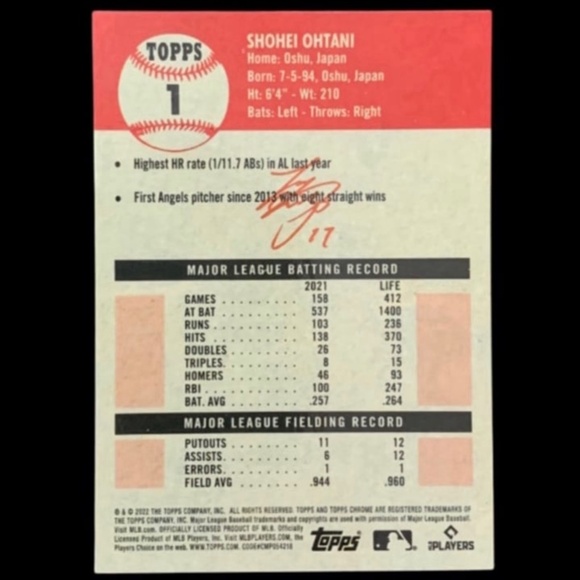 TOPPS
1
SHOHEI OHTANI
Home: Oshu, Japan
Born: 7-5-94, Oshu, Japan
Ht: 6'4" - Wt: 210
Bats: Left - Throws: Right
• Highest HR rate (1/11.7 ABs) in AL last year
• First Angels pitcher since 2013 with eight straight wins
17
MAJOR LEAGUE BATTING RECORD
2021 LIFE
GAMES . . . . . . . . . 158 412
AT BAT . . . . . . . . . 537 1400
RUNS . . . . . . . . . . 103 236
HITS . . . . . . . . . . 138 370
DOUBLES . . . . . . . . 26 73
TRIPLES . . . . . . . . . 8 15
HOMERS . . . . . . . . 46 93
RBI . . . . . . . . . . . 100 247
BAT. AVG . . . . . . . . .257 .264
MAJOR LEAGUE FIELDING RECORD
PUTOUTS . . . . . . . . 11 12
ASSISTS . . . . . . . . . 6 12
ERRORS . . . . . . . . . 1 1
FIELD AVG . . . . . . . .944 .960
® & © 2022 THE TOPPS COMPANY, INC. ALL RIGHTS RESERVED. TOPPS AND TOPPS CHROME ARE REGISTERED TRADEMARKS OF
THE TOPPS COMPANY, INC. Major League Baseball trademarks and copyrights are used with permission of Major League Baseball.
Visit MLB.com. OFFICIALLY LICENSED PRODUCT OF MLB Players, Inc. Visit MLBPLAYERS.com, the
Players Choice on the web. WWW.TOPPS.COM. CODE#CMP054218
Topps
PLAYERS